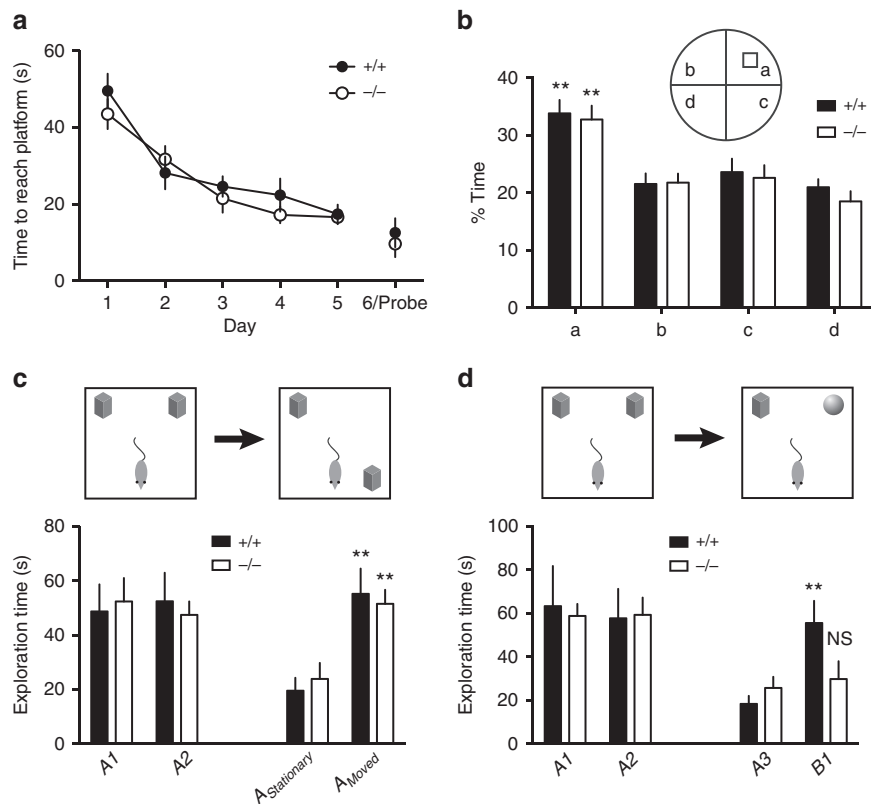 a
Time to reach platform (s)
60
40
20
0
+/+
–/–
1 2 3 4 5 6/Probe
Day
b
% Time
40
30
20
10
0
** **
b a
d c
+/+
–/–
a b c d
c
Exploration time (s)
80
60
40
20
0
+/+
–/–
**
**
A1 A2 AStationary AMoved
d
Exploration time (s)
100
80
60
40
20
0
+/+
–/–
**
NS
A1 A2 A3 B1